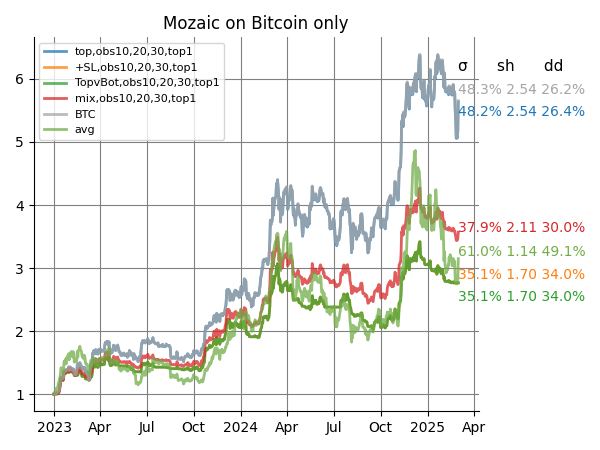 Mozaic on Bitcoin only
top,obs10,20,30,top1
+SL,obs10,20,30,top1
TopvBot,obs10,20,30,top1
mix,obs10,20,30,top1
BTC
avg
σ sh dd
48.3% 2.54 26.2%
48.2% 2.54 26.4%
37.9% 2.11 30.0%
61.0% 1.14 49.1%
35.1% 1.70 34.0%
35.1% 1.70 34.0%
6
5
4
3
2
1
2023 Apr Jul Oct 2024 Apr Jul Oct 2025 Apr